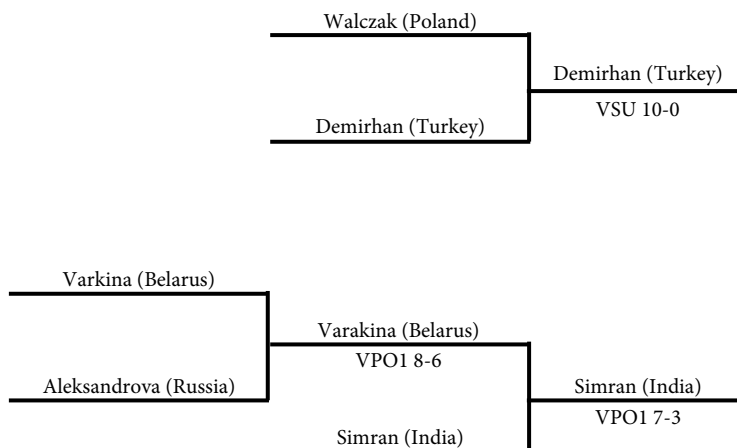 Walczak (Poland)
Demirhan (Turkey)
VSU 10-0
Demirhan (Turkey)
Varkina (Belarus)
Varakina (Belarus)
VPO1 8-6
Aleksandrova (Russia)
Simran (India)
VPO1 7-3
Simran (India)